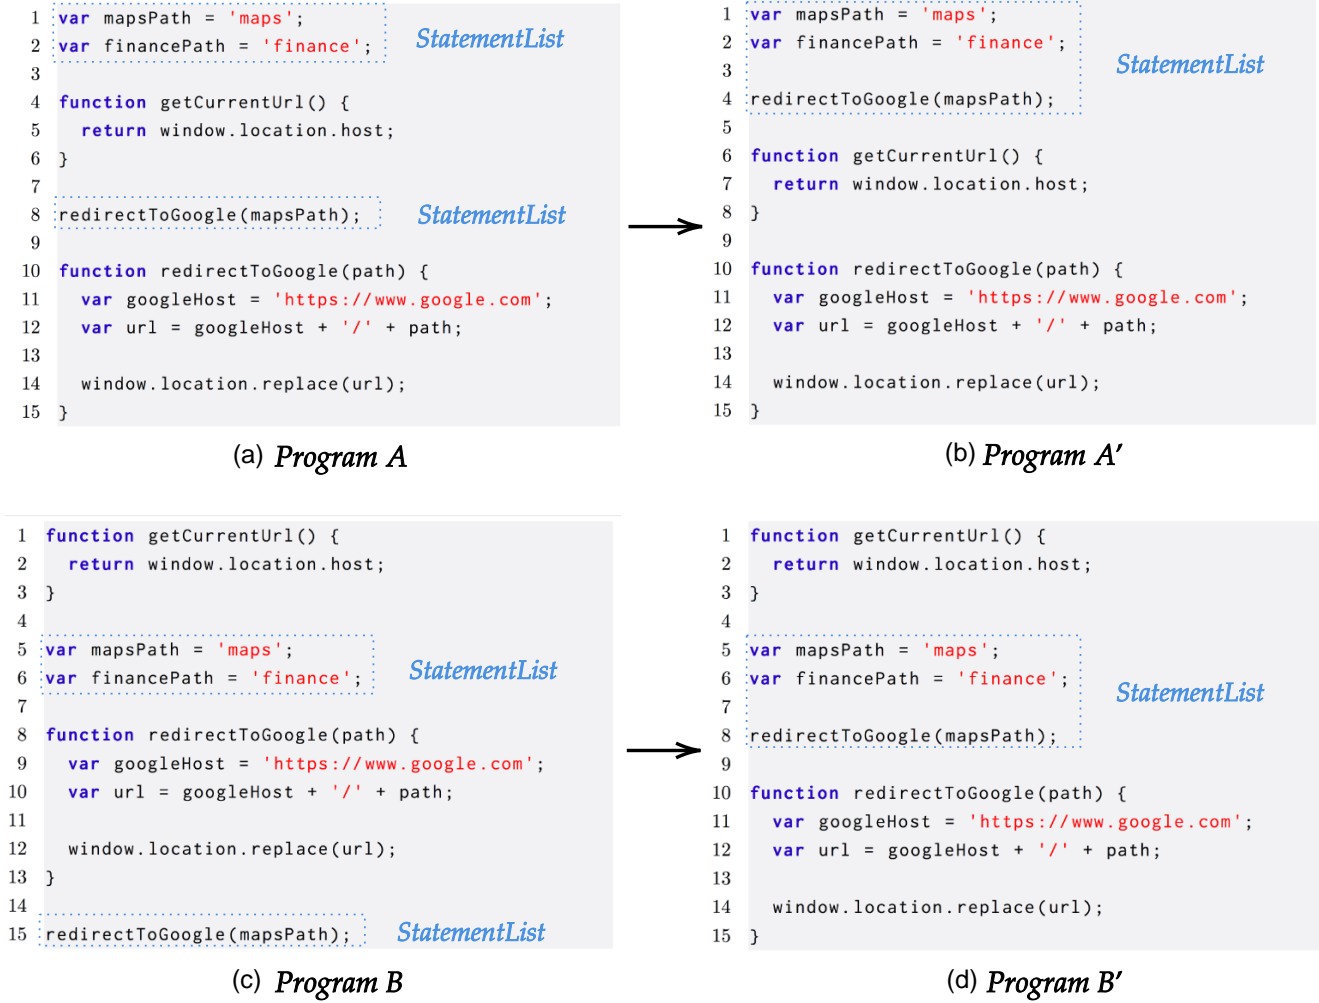 1 var mapsPath = 'maps';
2 var financePath = 'finance';
StatementList
3
4 function getCurrentUrl() {
5 return window.location.host;
6 }
7
8 redirectToGoogle(mapsPath);
StatementList
9
10 function redirectToGoogle(path) {
11 var googleHost = 'https://www.google.com';
12 var url = googleHost + '/' + path;
13
14 window.location.replace(url);
15 }
(a) Program A
1 var mapsPath = 'maps';
2 var financePath = 'finance';
StatementList
3
4 redirectToGoogle(mapsPath);
5
6 function getCurrentUrl() {
7 return window.location.host;
8 }
9
10 function redirectToGoogle(path) {
11 var googleHost = 'https://www.google.com';
12 var url = googleHost + '/' + path;
13
14 window.location.replace(url);
15 }
(b) Program A′
1 function getCurrentUrl() {
2 return window.location.host;
3 }
4
5 var mapsPath = 'maps';
6 var financePath = 'finance';
StatementList
7
8 function redirectToGoogle(path) {
9 var googleHost = 'https://www.google.com';
10 var url = googleHost + '/' + path;
11
12 window.location.replace(url);
13 }
14
15 redirectToGoogle(mapsPath);
StatementList
(c) Program B
1 function getCurrentUrl() {
2 return window.location.host;
3 }
4
5 var mapsPath = 'maps';
6 var financePath = 'finance';
StatementList
7
8 redirectToGoogle(mapsPath);
9
10 function redirectToGoogle(path) {
11 var googleHost = 'https://www.google.com';
12 var url = googleHost + '/' + path;
13
14 window.location.replace(url);
15 }
(d) Program B′